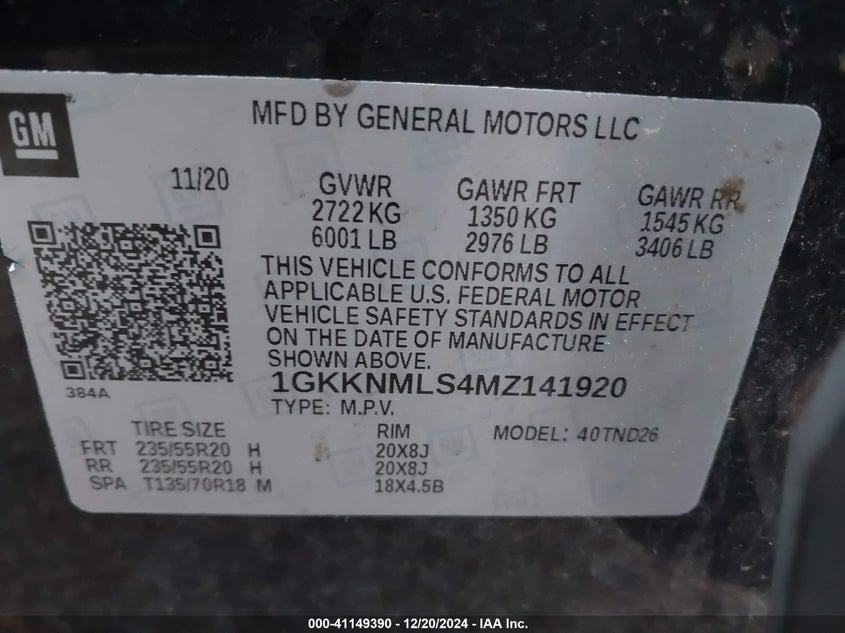 GM
MFD BY GENERAL MOTORS LLC
11/20
GVWR
2722 KG
6001 LB
GAWR FRT
1350 KG
2976 LB
GAWR RR
1545 KG
3406 LB
THIS VEHICLE CONFORMS TO ALL
APPLICABLE U.S. FEDERAL MOTOR
VEHICLE SAFETY STANDARDS IN EFFECT
ON THE DATE OF MANUFACTURE
SHOWN ABOVE.
384A
1GKKNMLS4MZ141920
TYPE: M.P.V.
TIRE SIZE RIM MODEL: 40TND26
FRT 235/55R20 H 20X8J
RR 235/55R20 H 20X8J
SPA T135/70R18 M 18X4.5B
000-41149390 - 12/20/2024 - IAA Inc.